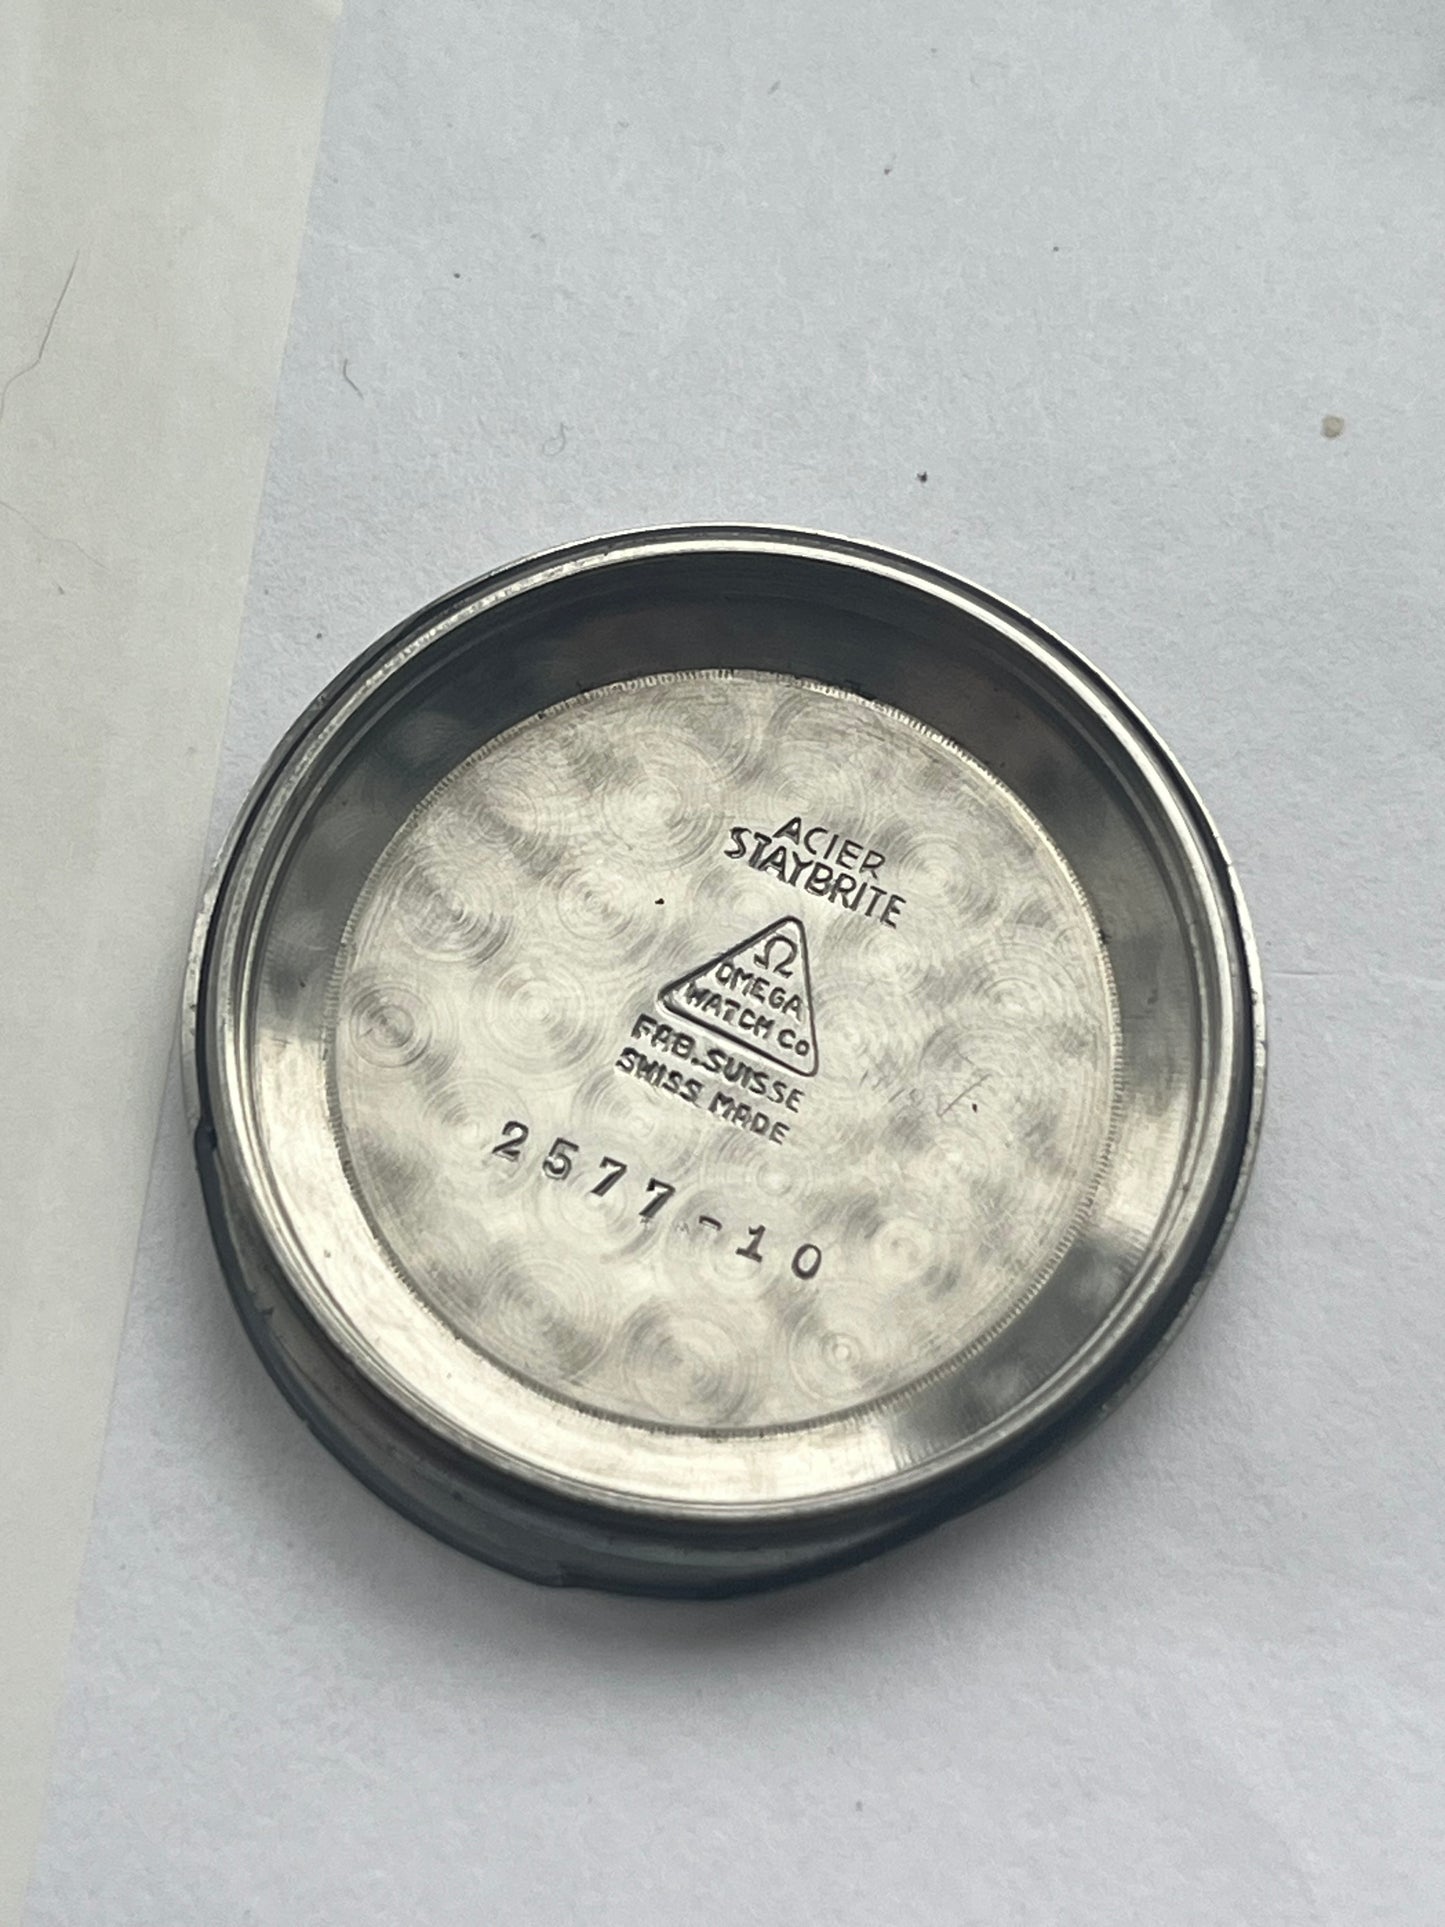 ACIER
STAYBRITE
Ω
OMEGA
WATCH CO
FAB. SUISSE
SWISS MADE
2577-10